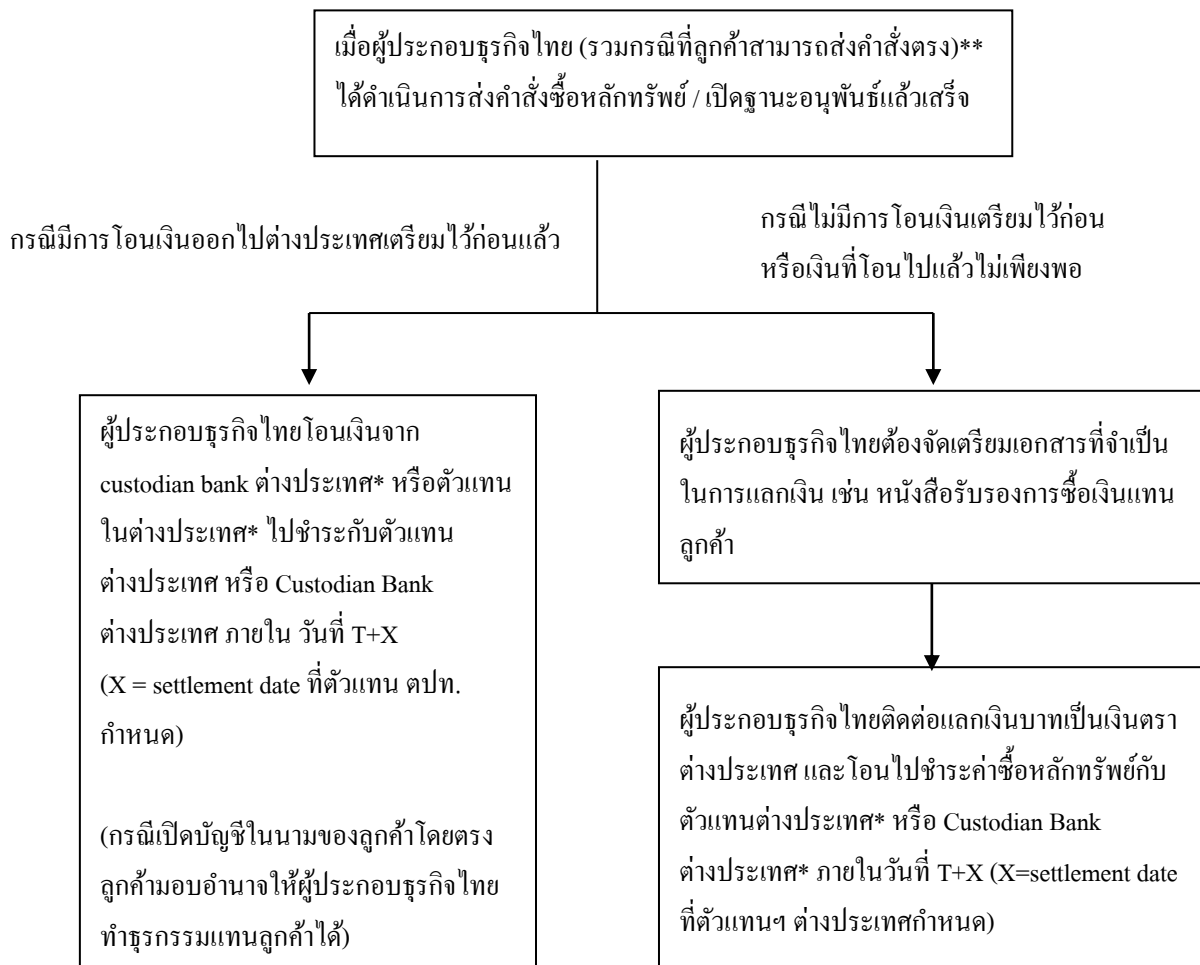 เมื่อผู้ประกอบธุรกิจไทย (รวมกรณีที่ลูกค้าสามารถส่งคำสั่งตรง)**
ได้ดำเนินการส่งคำสั่งซื้อหลักทรัพย์ / เปิดฐานะอนุพันธ์แล้วเสร็จ
กรณีมีการโอนเงินออกไปต่างประเทศเตรียมไว้ก่อนแล้ว
กรณีไม่มีการโอนเงินเตรียมไว้ก่อน
หรือเงินที่โอนไปแล้วไม่เพียงพอ
ผู้ประกอบธุรกิจไทยโอนเงินจาก
custodian bank ต่างประเทศ* หรือตัวแทน
ในต่างประเทศ* ไปชำระกับตัวแทน
ต่างประเทศ หรือ Custodian Bank
ต่างประเทศ ภายใน วันที่ T+X
(X = settlement date ที่ตัวแทน ตปท.
กำหนด)
(กรณีเปิดบัญชีในนามของลูกค้าโดยตรง
ลูกค้ามอบอำนาจให้ผู้ประกอบธุรกิจไทย
ทำธุรกรรมแทนลูกค้าได้)
ผู้ประกอบธุรกิจไทยต้องจัดเตรียมเอกสารที่จำเป็น
ในการแลกเงิน เช่น หนังสือรับรองการซื้อเงินแทน
ลูกค้า
ผู้ประกอบธุรกิจไทยติดต่อแลกเงินบาทเป็นเงินตรา
ต่างประเทศ และโอนไปชำระค่าซื้อหลักทรัพย์กับ
ตัวแทนต่างประเทศ* หรือ Custodian Bank
ต่างประเทศ* ภายในวันที่ T+X (X=settlement date
ที่ตัวแทนฯ ต่างประเทศกำหนด)